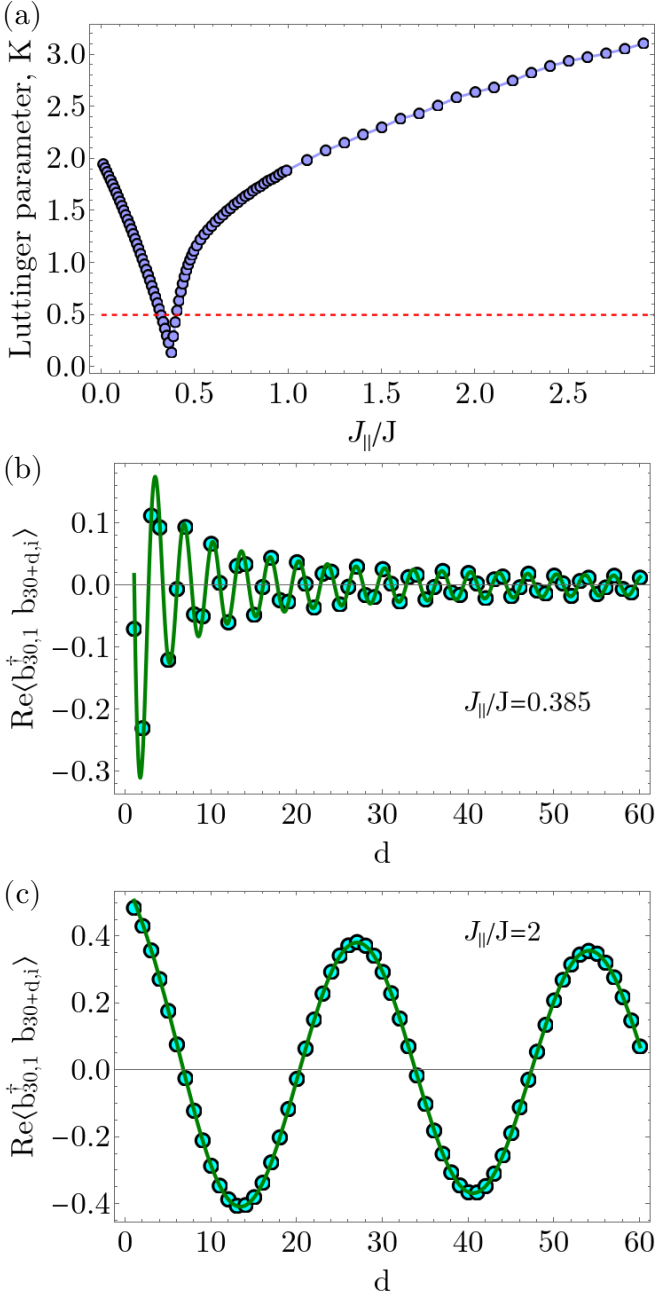 (a)
Luttinger parameter, K
3.0
2.5
2.0
1.5
1.0
0.5
0.0
0.0 0.5 1.0 1.5 2.0 2.5
J∥/J
(b)
Re⟨b†30,1 b30+d,i⟩
0.1
0.0
−0.1
−0.2
−0.3
J∥/J=0.385
0 10 20 30 40 50 60
d
(c)
Re⟨b†30,1 b30+d,i⟩
0.4
0.2
0.0
−0.2
−0.4
J∥/J=2
0 10 20 30 40 50 60
d